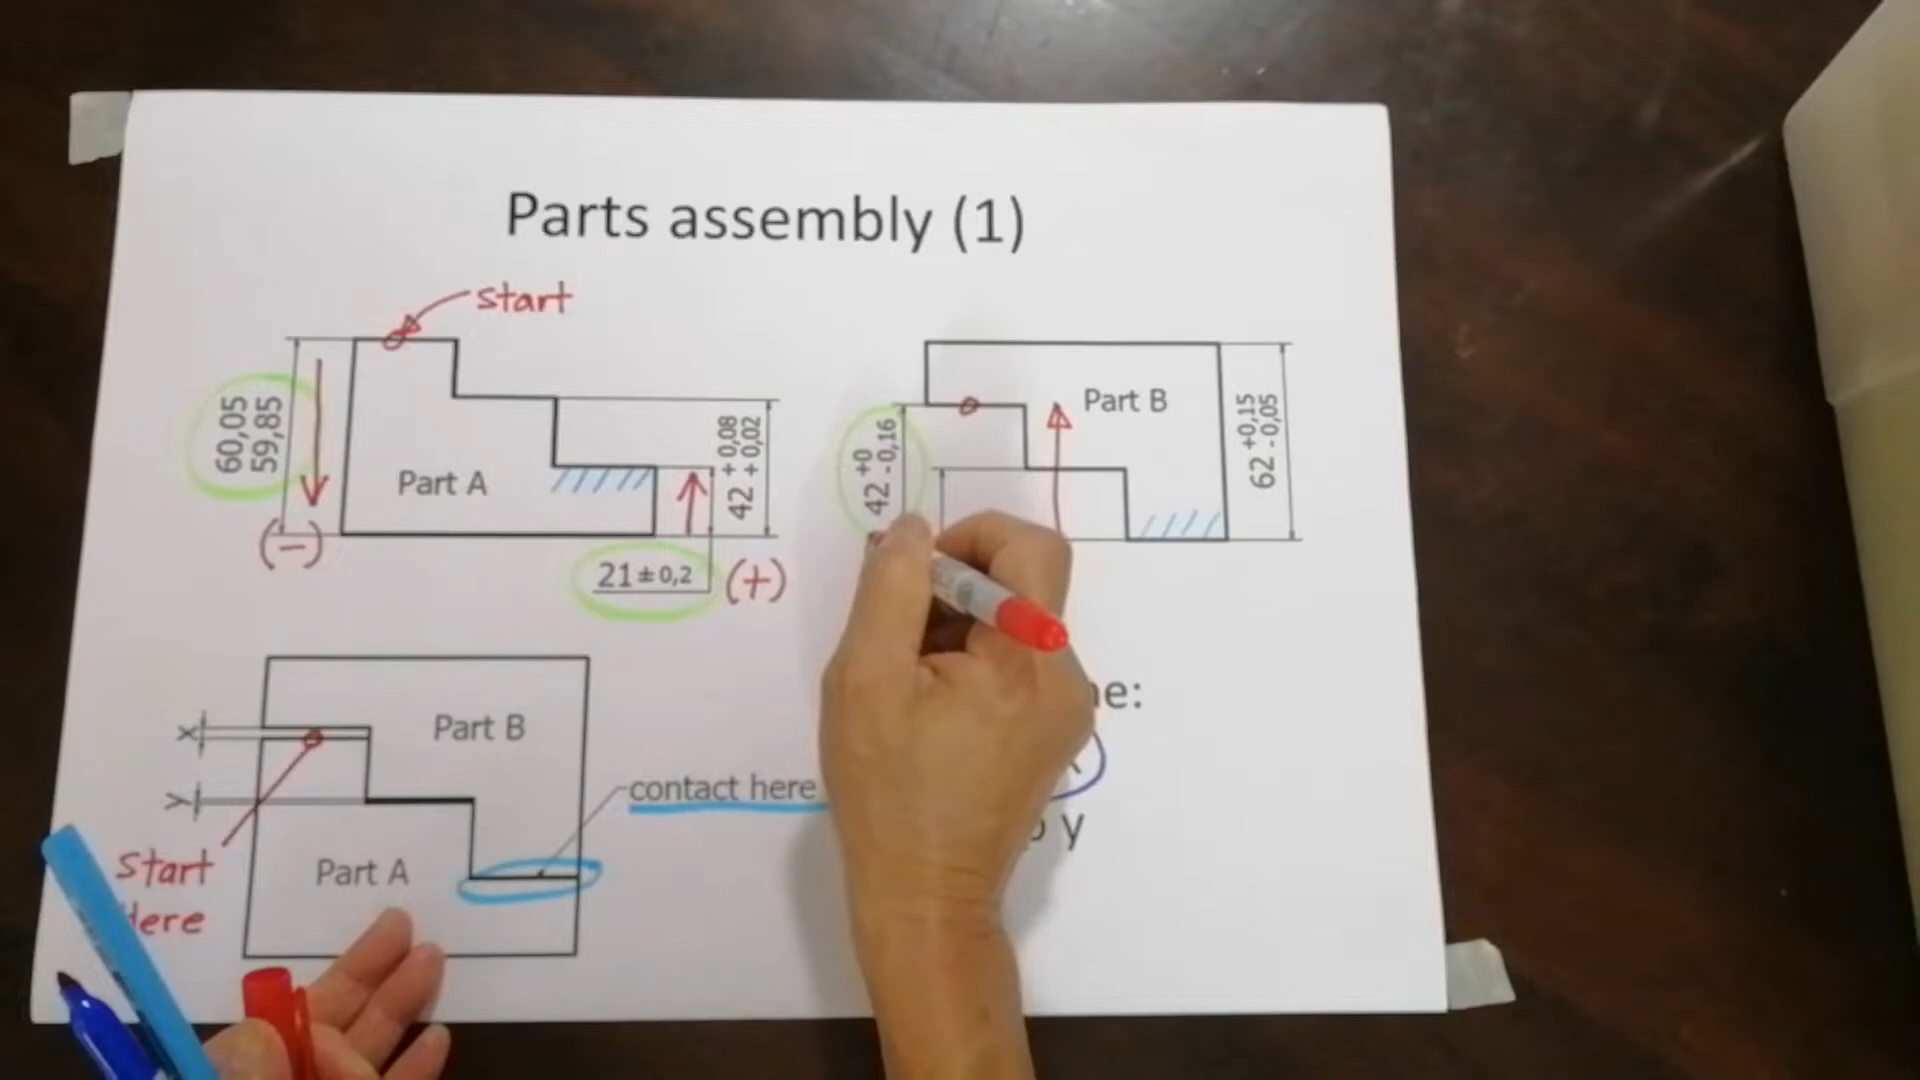 Parts assembly (1)
start
60,05
59,85
Part A
42 +0,08 +0,02
(-)
21±0,2
(+)
Part B
42 +0 -0,16
62 +0,15 -0,05
Part B
x
y
contact here
Part A
start
Here
y